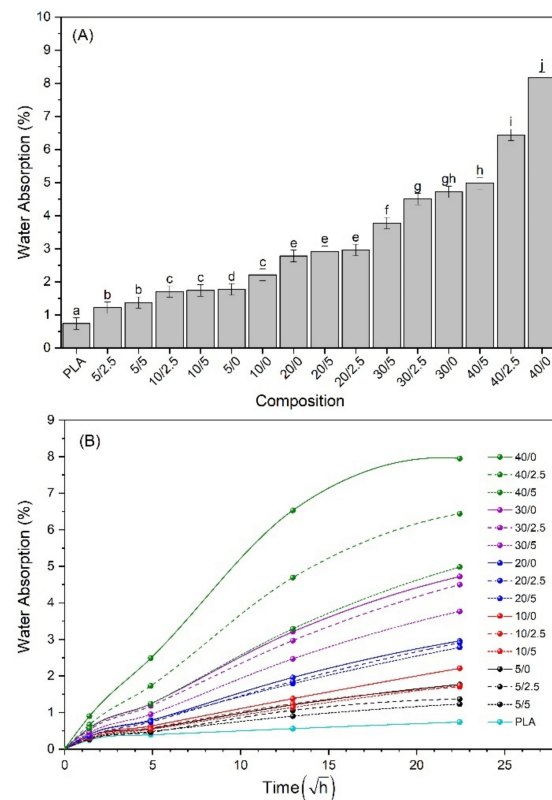 (A)
Water Absorption (%)
10
9
8
7
6
5
4
3
2
1
0
a
b
b
c
c
d
c
e
e
e
f
g
gh
h
i
j
PLA
5/2.5
5/5
10/2.5
10/5
5/0
10/0
20/0
20/5
20/2.5
30/5
30/2.5
30/0
40/5
40/2.5
40/0
Composition
(B)
Water Absorption (%)
9
8
7
6
5
4
3
2
1
0
0
5
10
15
20
25
Time(√h)
40/0
40/2.5
40/5
30/0
30/2.5
30/5
20/0
20/2.5
20/5
10/0
10/2.5
10/5
5/0
5/2.5
5/5
PLA